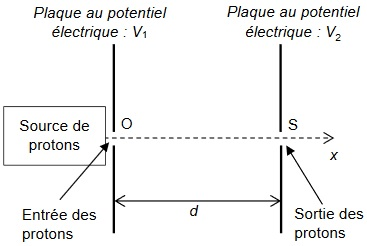 Plaque au potentiel
électrique : V₁
Plaque au potentiel
électrique : V₂
Source de
protons
O
S
x
d
Entrée des
protons
Sortie des
protons